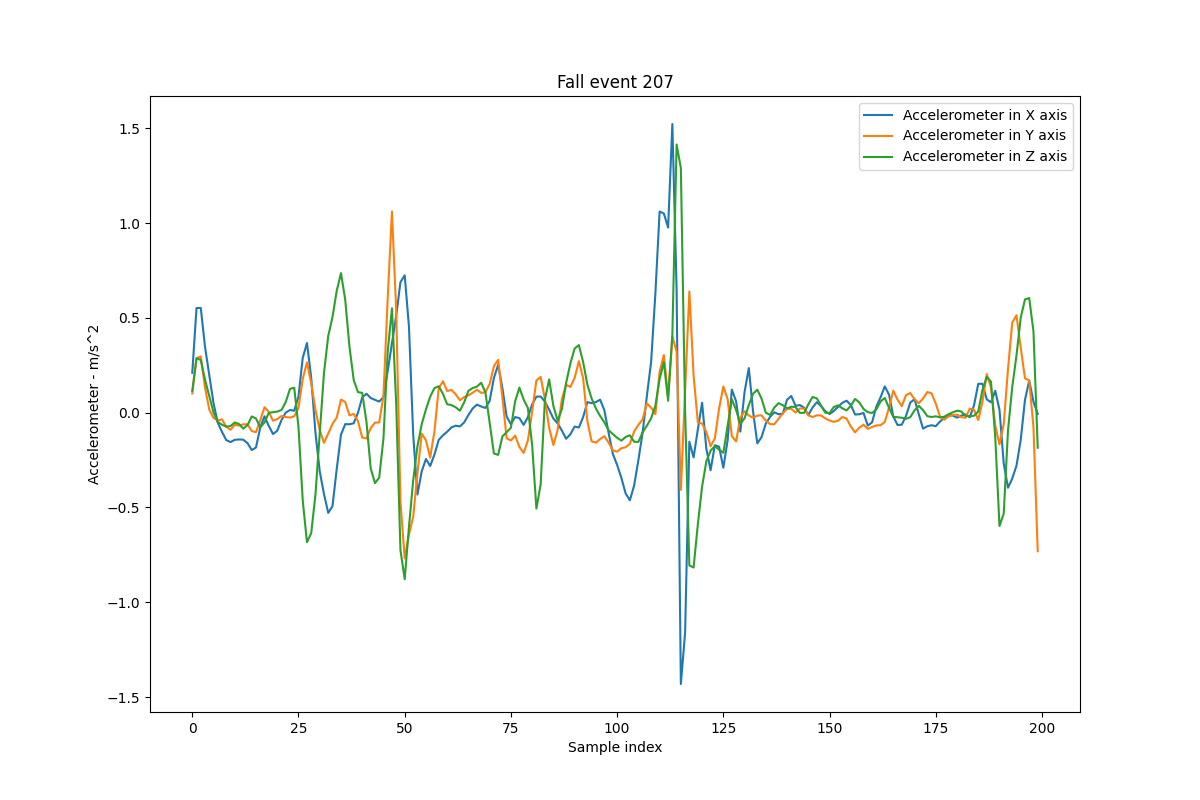 Fall event 207
Accelerometer in X axis
Accelerometer in Y axis
Accelerometer in Z axis
1.5
1.0
0.5
0.0
−0.5
−1.0
−1.5
Accelerometer - m/s^2
0 25 50 75 100 125 150 175 200
Sample index